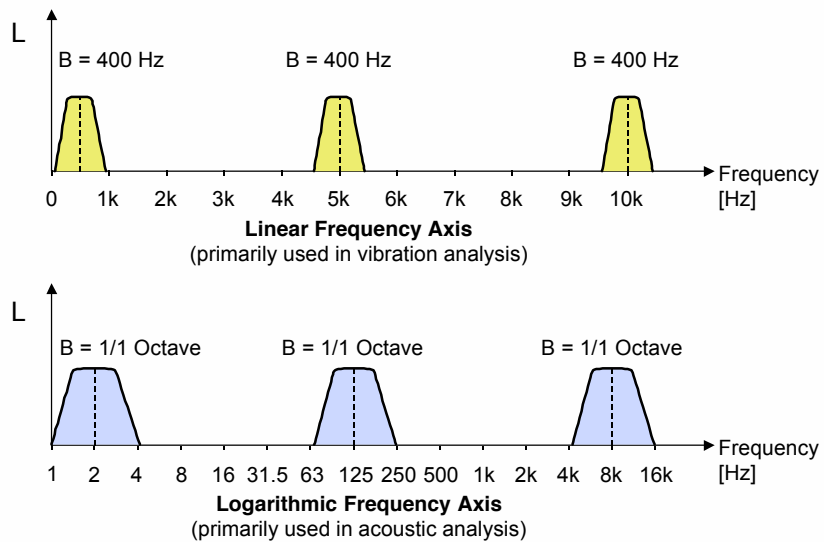 L
B = 400 Hz B = 400 Hz B = 400 Hz
Frequency
[Hz]
0 1k 2k 3k 4k 5k 6k 7k 8k 9k 10k
Linear Frequency Axis
(primarily used in vibration analysis)
L
B = 1/1 Octave B = 1/1 Octave B = 1/1 Octave
Frequency
[Hz]
1 2 4 8 16 31.5 63 125 250 500 1k 2k 4k 8k 16k
Logarithmic Frequency Axis
(primarily used in acoustic analysis)